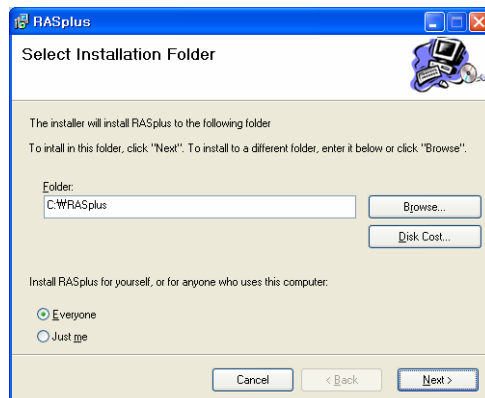 RASplus
Select Installation Folder
The installer will install RASplus to the following folder
To intall in this folder, click "Next". To install to a different folder, enter it below or click "Browse".
Folder:
C:₩RASplus
Browse...
Disk Cost...
Install RASplus for yourself, or for anyone who uses this computer:
Everyone
Just me
Cancel
< Back
Next >